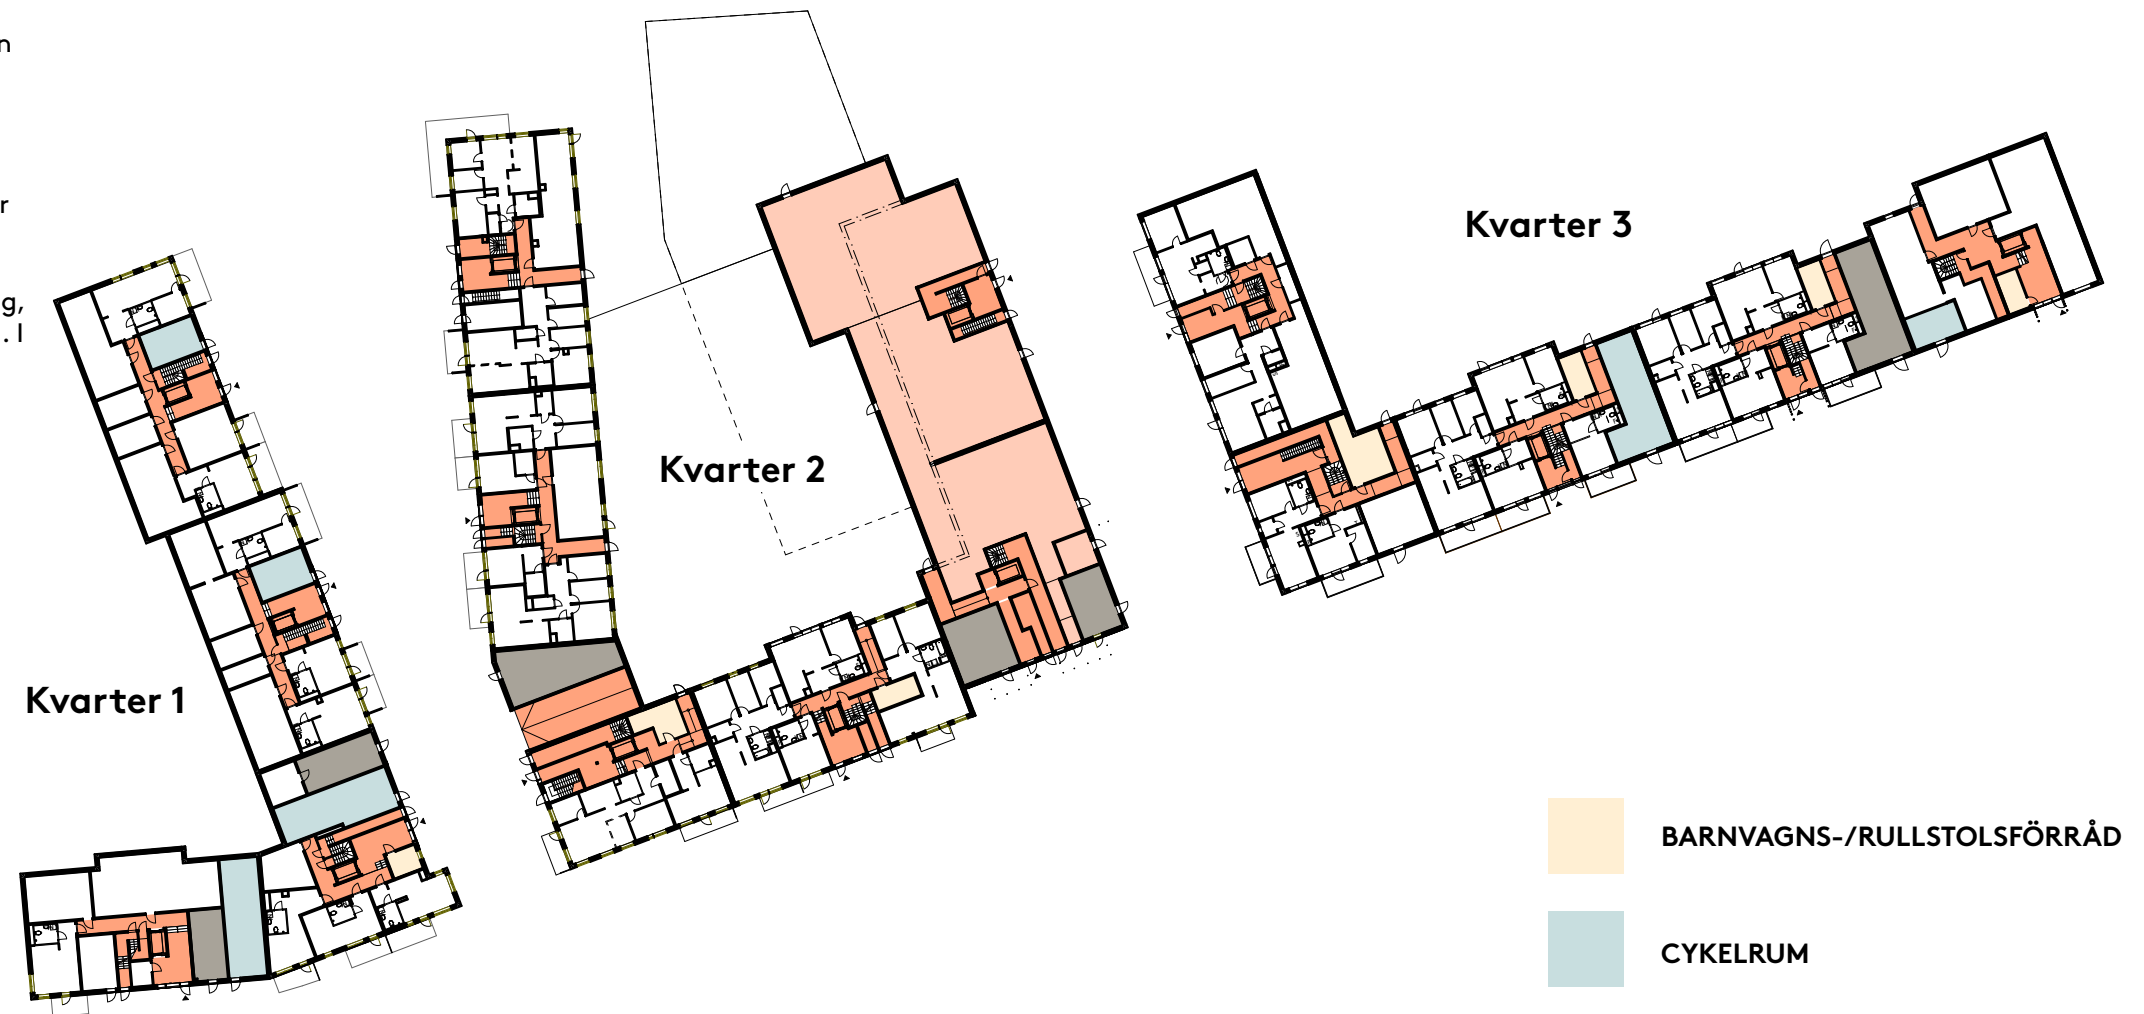 n
r
g,
. I
Kvarter 3
Kvarter 2
Kvarter 1
BARNVAGNS-/RULLSTOLSFÖRRÅD
CYKELRUM